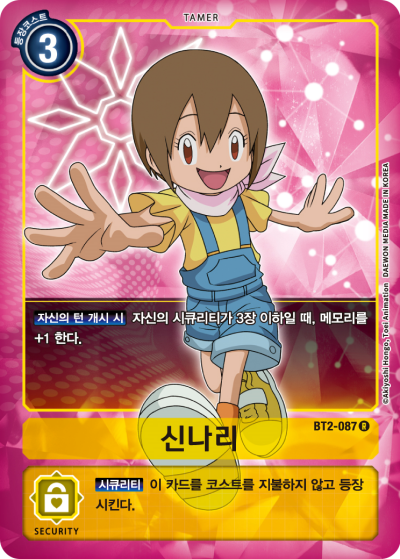 TAMER
등장코스트
3
자신의 턴 개시 시 자신의 시큐리티가 3장 이하일 때, 메모리를
+1 한다.
©Akiyoshi Hongo, Toei Animation DAEWON MEDIA MADE IN KOREA
BT2-087 R
신나리
시큐리티 이 카드를 코스트를 지불하지 않고 등장
시킨다.
SECURITY